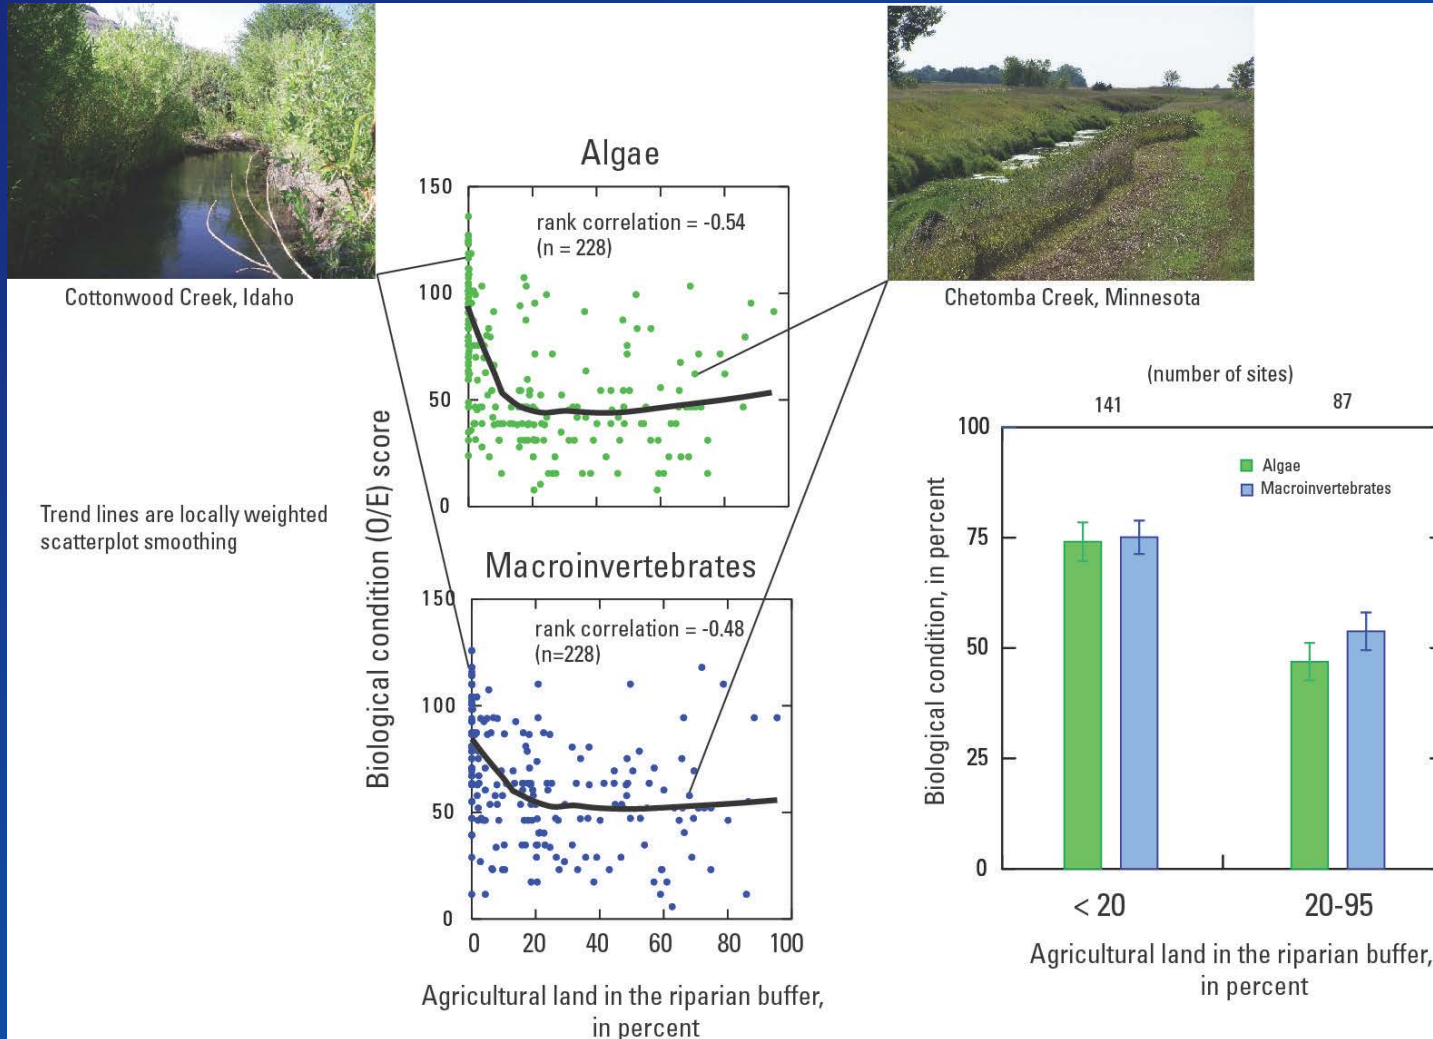 Cottonwood Creek, Idaho
Chetomba Creek, Minnesota
Trend lines are locally weighted
scatterplot smoothing
Biological condition (O/E) score
Algae
rank correlation = -0.54
(n = 228)
150
100
50
0
Macroinvertebrates
rank correlation = -0.48
(n=228)
150
100
50
0
0 20 40 60 80 100
Agricultural land in the riparian buffer,
in percent
(number of sites)
141 87
Biological condition, in percent
100
75
50
25
0
Algae
Macroinvertebrates
< 20 20-95
Agricultural land in the riparian buffer,
in percent